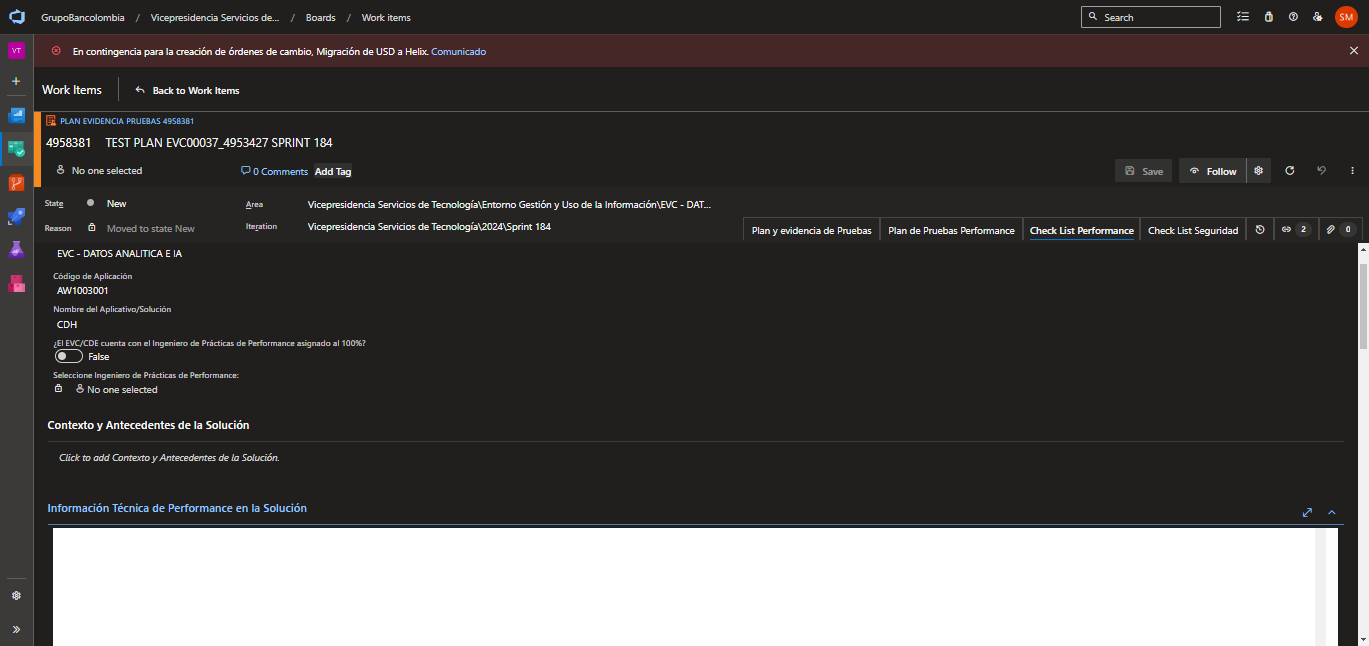 GrupoBancolombia / Vicepresidencia Servicios de... / Boards / Work items
Search
SM
VT
En contingencia para la creación de órdenes de cambio, Migración de USD a Helix. Comunicado
Work Items
Back to Work Items
PLAN EVIDENCIA PRUEBAS 4958381
4958381 TEST PLAN EVC00037_4953427 SPRINT 184
No one selected
0 Comments
Add Tag
Save
Follow
State
New
Area
Vicepresidencia Servicios de Tecnología\Entorno Gestión y Uso de la Información\EVC - DAT...
Reason
Moved to state New
Iteration
Vicepresidencia Servicios de Tecnología\2024\Sprint 184
Plan y evidencia de Pruebas
Plan de Pruebas Performance
Check List Performance
Check List Seguridad
2
0
EVC - DATOS ANALITICA E IA
Código de Aplicación
AW1003001
Nombre del Aplicativo/Solución
CDH
¿El EVC/CDE cuenta con el Ingeniero de Prácticas de Performance asignado al 100%?
False
Seleccione Ingeniero de Prácticas de Performance:
No one selected
Contexto y Antecedentes de la Solución
Click to add Contexto y Antecedentes de la Solución.
Información Técnica de Performance en la Solución